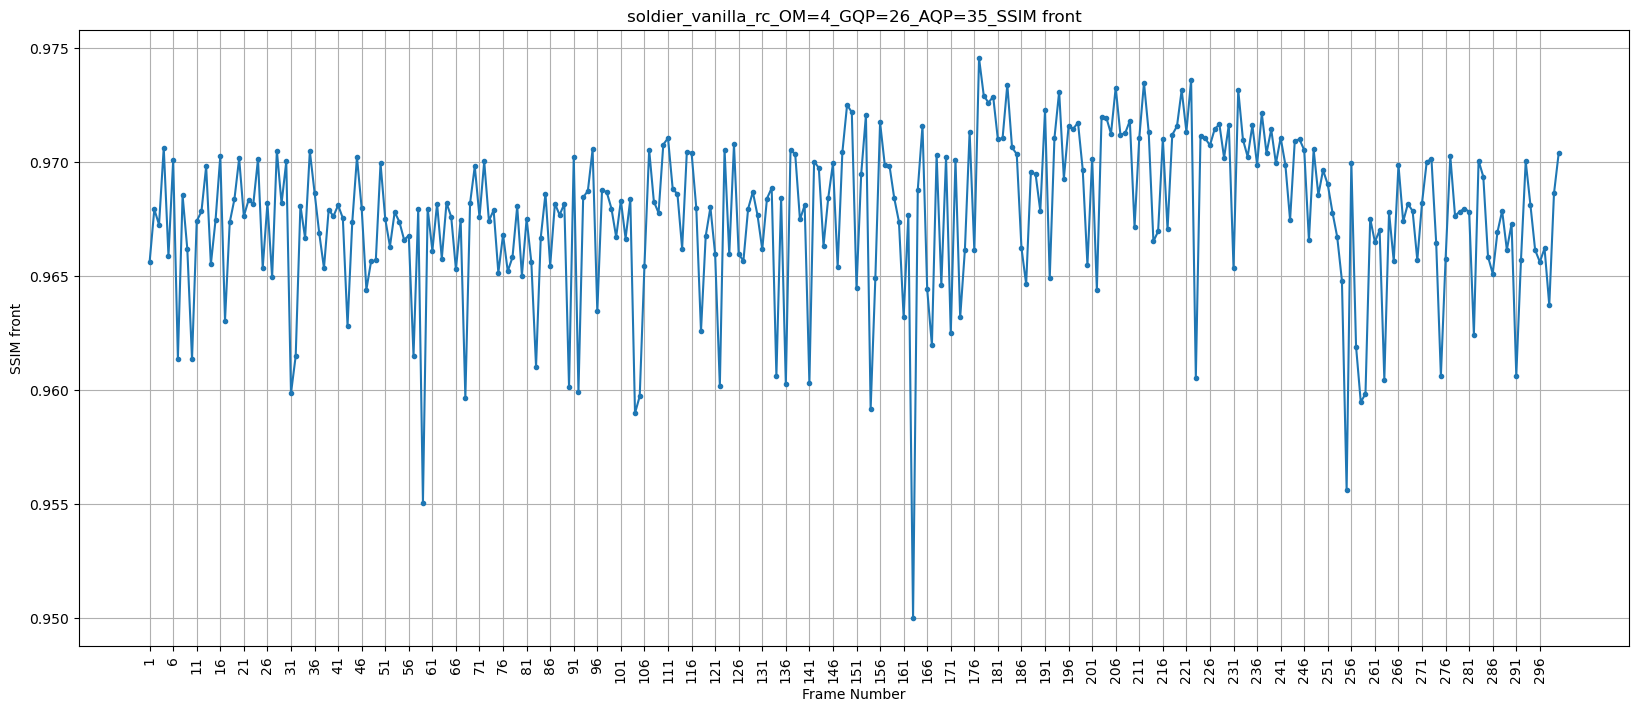 soldier_vanilla_rc_OM=4_GQP=26_AQP=35_SSIM front
0.975
0.970
0.965
0.960
0.955
0.950
SSIM front
1 6 11 16 21 26 31 36 41 46 51 56 61 66 71 76 81 86 91 96 101 106 111 116 121 126 131 136 141 146 151 156 161 166 171 176 181 186 191 196 201 206 211 216 221 226 231 236 241 246 251 256 261 266 271 276 281 286 291 296
Frame Number